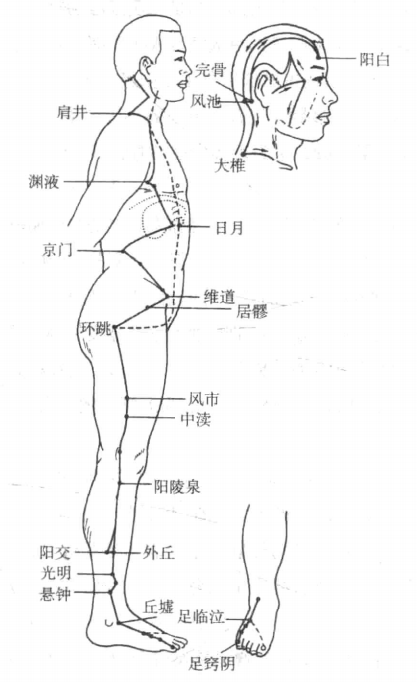 完骨
阳白
风池
肩井
大椎
渊液
日月
京门
维道
居髎
环跳
风市
中渎
阳陵泉
阳交
外丘
光明
悬钟
丘墟
足临泣
足窍阴